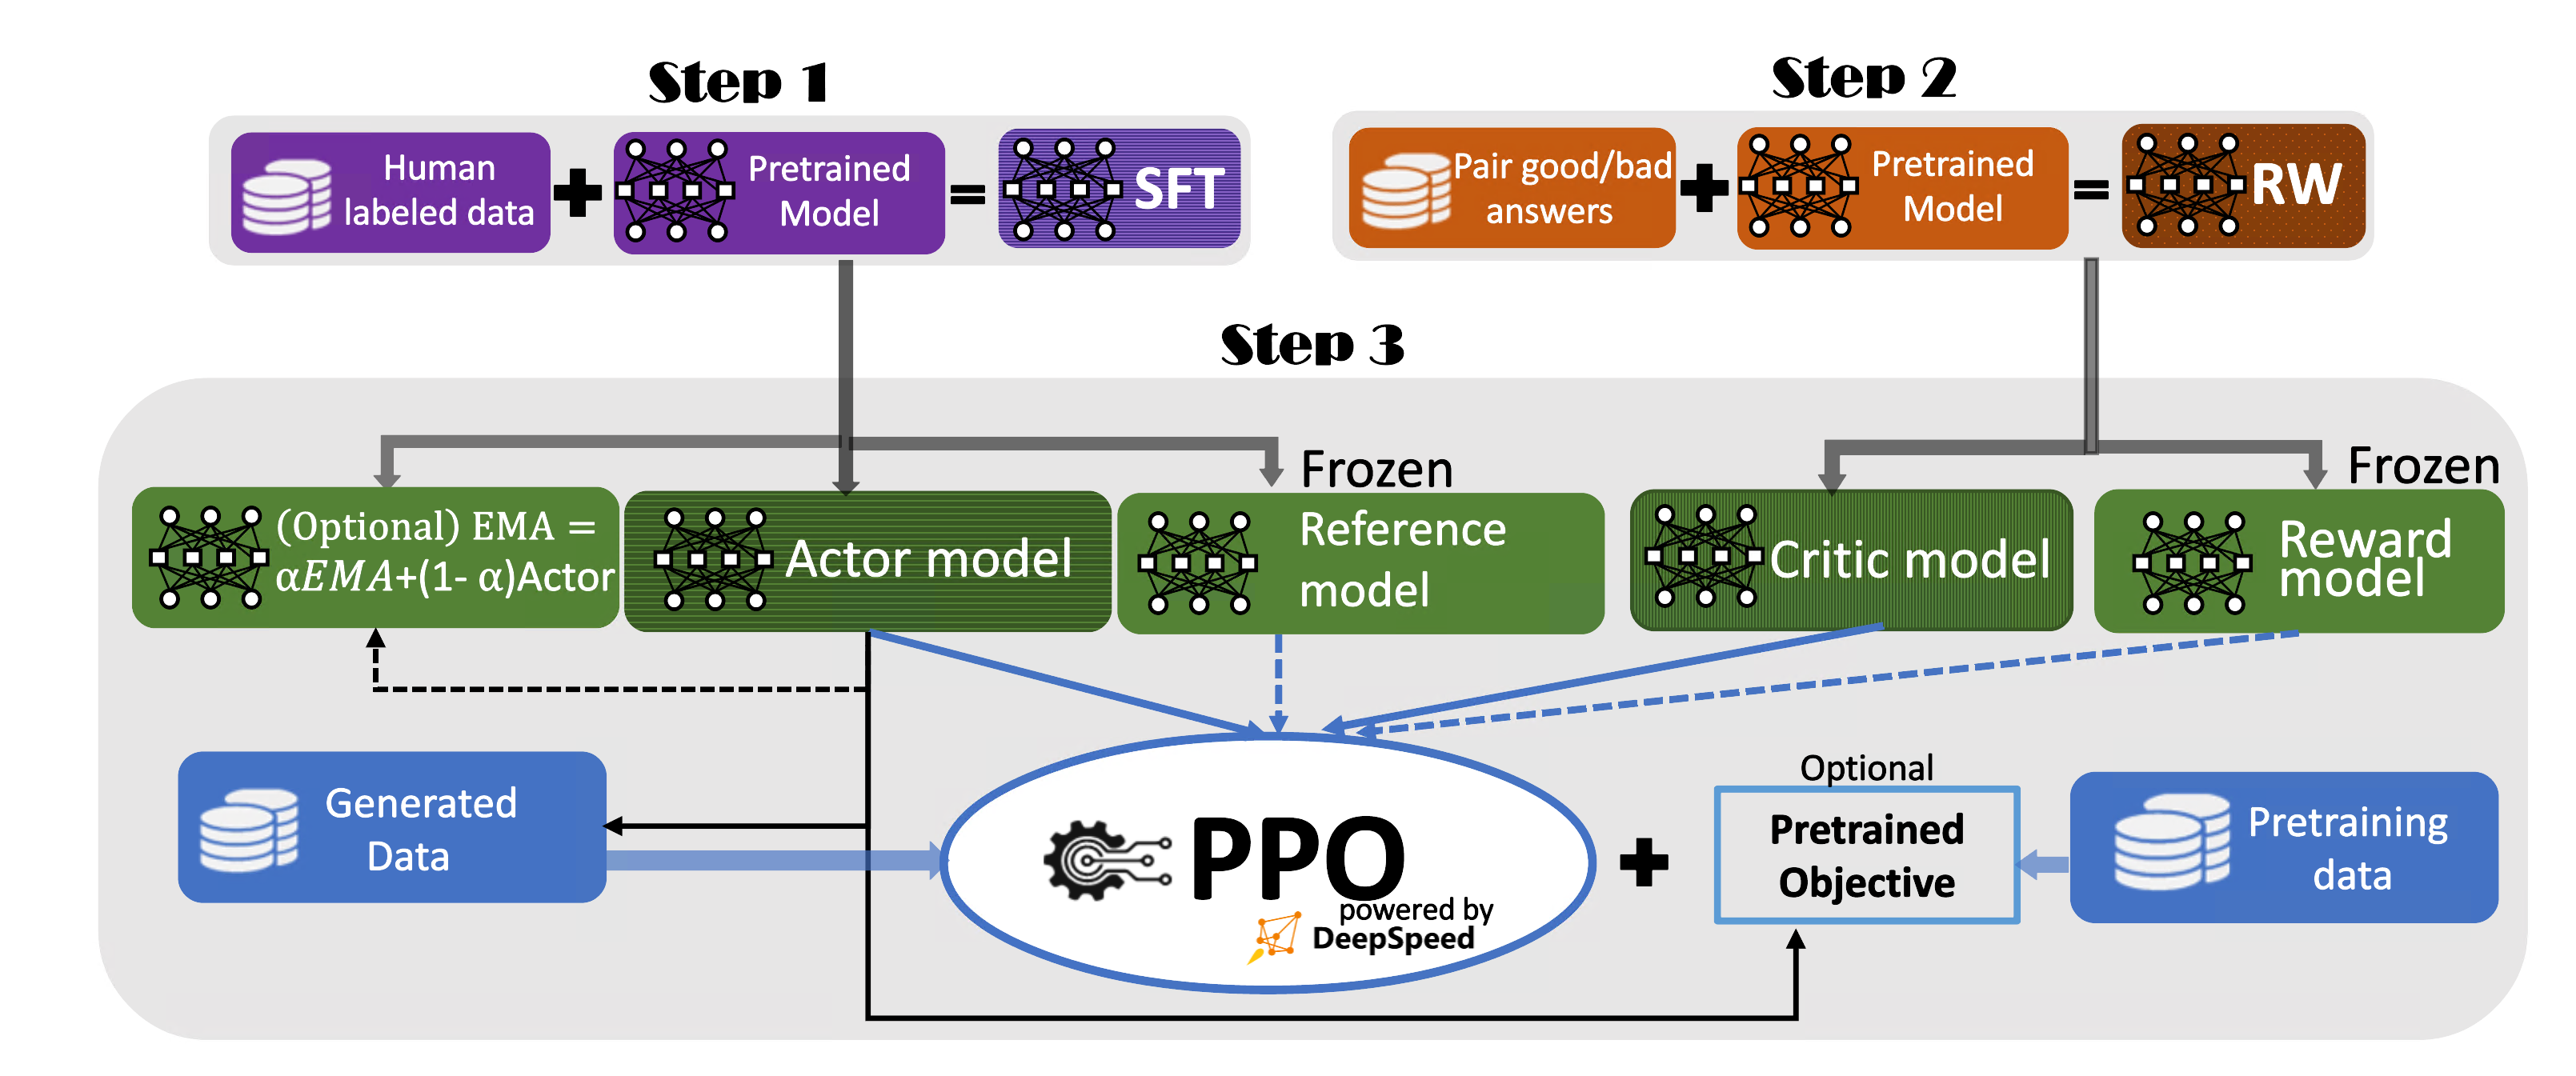 Step 1
Human
labeled data
Pretrained
Model
SFT
Step 2
Pair good/bad
answers
Pretrained
Model
RW
Step 3
(Optional) EMA =
αEMA+(1- α)Actor
Actor model
Frozen
Reference
model
Critic model
Frozen
Reward
model
Generated
Data
PPO
powered by
DeepSpeed
Optional
Pretrained
Objective
Pretraining
data